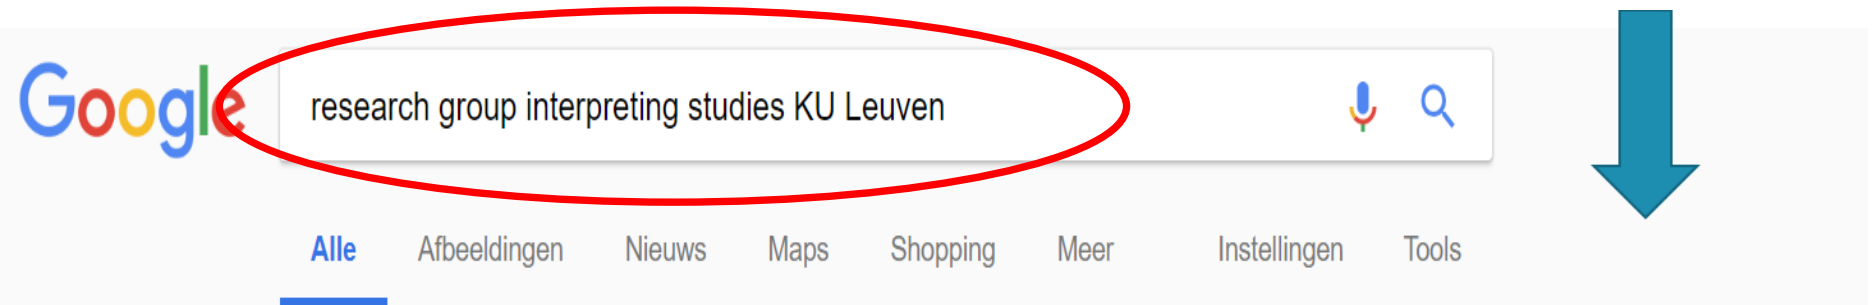 Google research group interpreting studies KU Leuven
Alle Afbeeldingen Nieuws Maps Shopping Meer Instellingen Tools